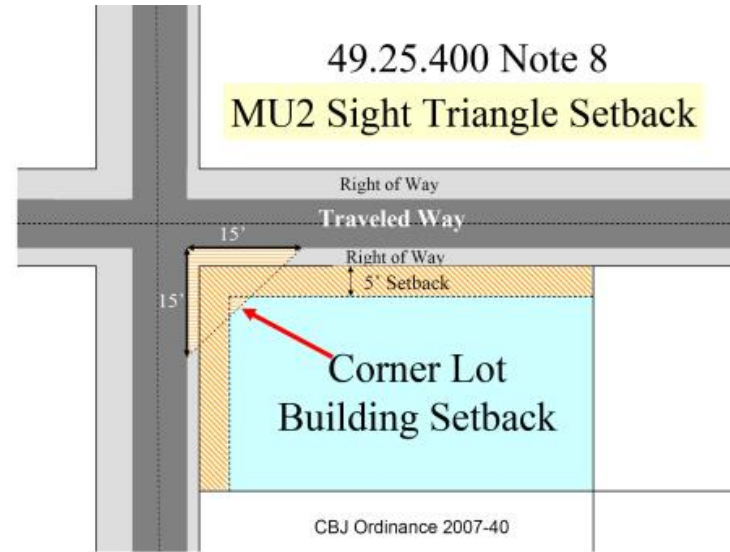 49.25.400 Note 8
MU2 Sight Triangle Setback
Right of Way
Traveled Way
15’
Right of Way
5’ Setback
15’
Corner Lot
Building Setback
CBJ Ordinance 2007-40